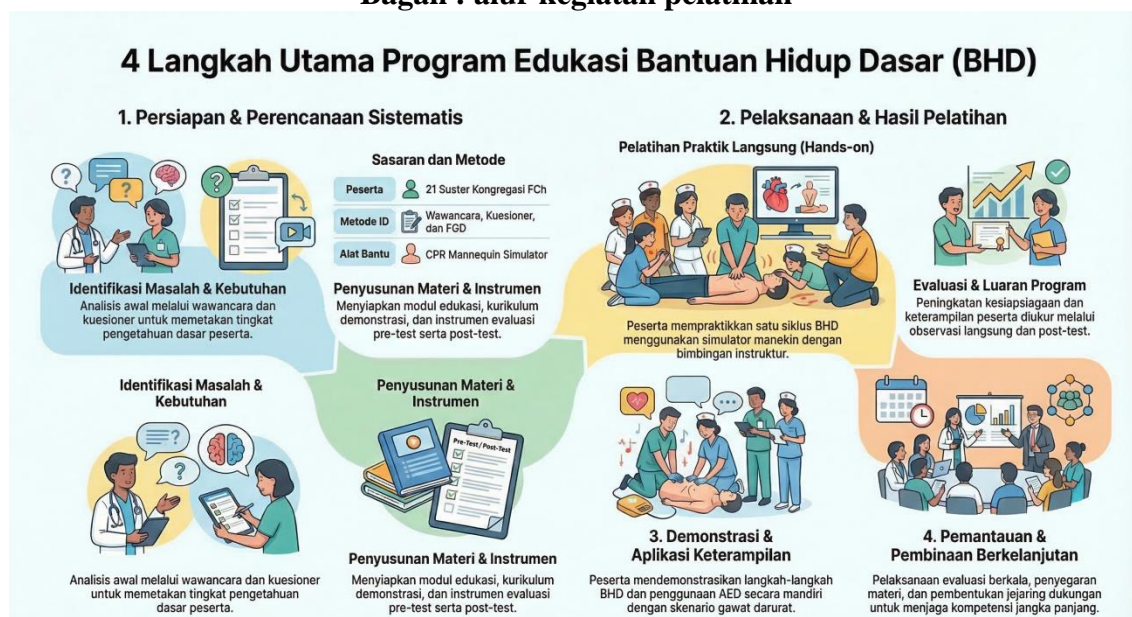 Bagan : alur kegiatan pelatihan
4 Langkah Utama Program Edukasi Bantuan Hidup Dasar (BHD)
1. Persiapan & Perencanaan Sistematis
Identifikasi Masalah & Kebutuhan
Analisis awal melalui wawancara dan
kuesioner untuk memetakan tingkat
pengetahuan dasar peserta.
Sasaran dan Metode
Peserta 21 Suster Kongregasi FCh
Metode ID Wawancara, Kuesioner,
dan FGD
Alat Bantu CPR Mannequin Simulator
Penyusunan Materi & Instrumen
Menyiapkan modul edukasi, kurikulum
demonstrasi, dan instrumen evaluasi
pre-test serta post-test.
2. Pelaksanaan & Hasil Pelatihan
Pelatihan Praktik Langsung (Hands-on)
Peserta mempraktikkan satu siklus BHD
menggunakan simulator manekin dengan
bimbingan instruktur.
Evaluasi & Luaran Program
Peningkatan kesiapsiagaan dan
keterampilan peserta diukur melalui
observasi langsung dan post-test.
Identifikasi Masalah &
Kebutuhan
Analisis awal melalui wawancara dan kuesioner
untuk memetakan tingkat pengetahuan
dasar peserta.
Penyusunan Materi &
Instrumen
Pre-Test / Post-Test
Penyusunan Materi & Instrumen
Menyiapkan modul edukasi, kurikulum
demonstrasi, dan instrumen evaluasi
pre-test serta post-test.
3. Demonstrasi &
Aplikasi Keterampilan
Peserta mendemonstrasikan langkah-langkah
BHD dan penggunaan AED secara mandiri
dengan skenario gawat darurat.
4. Pemantauan &
Pembinaan Berkelanjutan
Pelaksanaan evaluasi berkala, penyegaran
materi, dan pembentukan jejaring dukungan
untuk menjaga kompetensi jangka panjang.